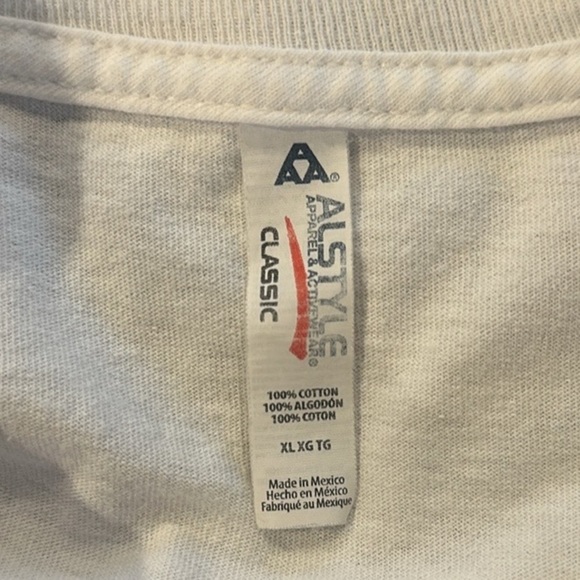 AAA®
ALSTYLE
APPAREL & ACTIVEWEAR®
CLASSIC
100% COTTON
100% ALGODÓN
100% COTON
XL XG TG
Made in Mexico
Hecho en México
Fabriqué au Mexique